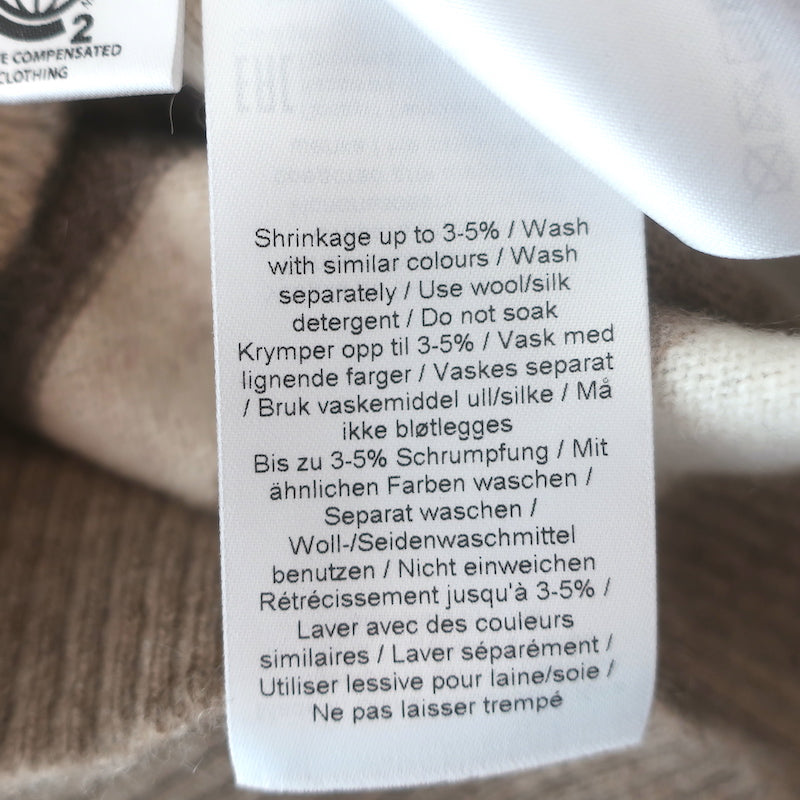 2
E COMPENSATED
CLOTHING
EAC
Shrinkage up to 3-5% / Wash
with similar colours / Wash
separately / Use wool/silk
detergent / Do not soak
Krymper opp til 3-5% / Vask med
lignende farger / Vaskes separat
/ Bruk vaskemiddel ull/silke / Må
ikke bløtlegges
Bis zu 3-5% Schrumpfung / Mit
ähnlichen Farben waschen /
Separat waschen /
Woll-/Seidenwaschmittel
benutzen / Nicht einweichen
Rétrécissement jusqu'à 3-5% /
Laver avec des couleurs
similaires / Laver séparément /
Utiliser lessive pour laine/soie /
Ne pas laisser trempé